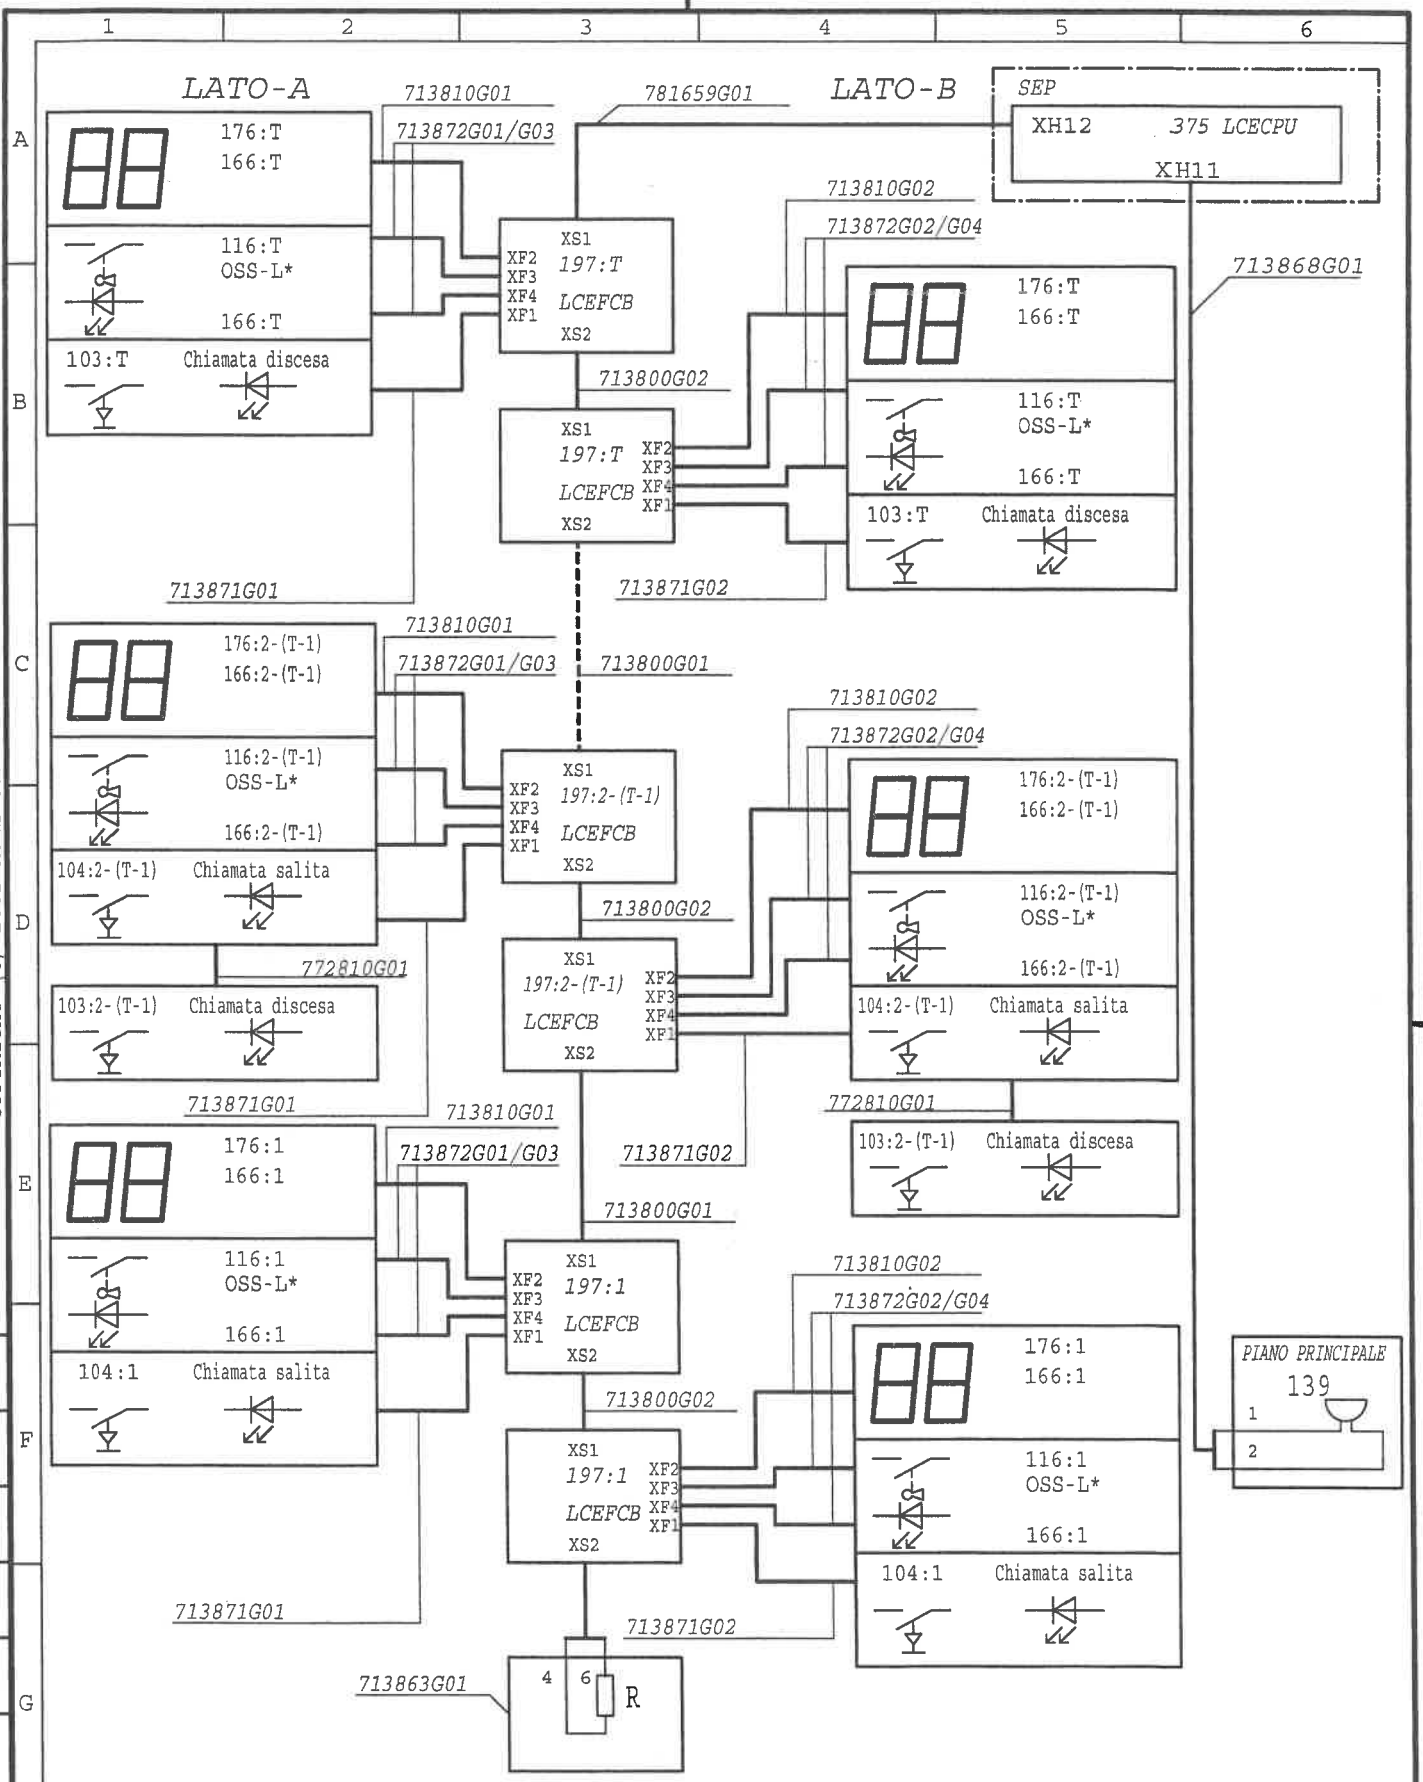 1 2 3 4 5 6
A
B
C
D
E
F
G
LATO-A
LATO-B
713810G01
713872G01/G03
781659G01
SEP
XH12 375 LCECPU
XH11
176:T
166:T
116:T
OSS-L*
166:T
103:T Chiamata discesa
713871G01
XS1
197:T
XF2
XF3
XF4
XF1
LCEFCB
XS2
713800G02
XS1
197:T
LCEFCB
XS2
XF2
XF3
XF4
XF1
713810G02
713872G02/G04
713868G01
176:T
166:T
116:T
OSS-L*
166:T
103:T Chiamata discesa
713871G02
713800G01
713810G01
713872G01/G03
176:2-(T-1)
166:2-(T-1)
116:2-(T-1)
OSS-L*
166:2-(T-1)
104:2-(T-1) Chiamata salita
772810G01
103:2-(T-1) Chiamata discesa
713871G01
XS1
197:2-(T-1)
XF2
XF3
XF4
XF1
LCEFCB
XS2
713800G02
XS1
197:2-(T-1)
LCEFCB
XS2
XF2
XF3
XF4
XF1
713810G02
713872G02/G04
176:2-(T-1)
166:2-(T-1)
116:2-(T-1)
OSS-L*
166:2-(T-1)
104:2-(T-1) Chiamata salita
772810G01
103:2-(T-1) Chiamata discesa
713871G02
713800G01
713810G01
713872G01/G03
176:1
166:1
116:1
OSS-L*
166:1
104:1 Chiamata salita
713871G01
XS1
197:1
XF2
XF3
XF4
XF1
LCEFCB
XS2
713800G02
XS1
197:1
LCEFCB
XS2
XF2
XF3
XF4
XF1
713810G02
713872G02/G04
176:1
166:1
116:1
OSS-L*
166:1
104:1 Chiamata salita
713871G02
PIANO PRINCIPALE
139
1
2
713863G01
4 6
R